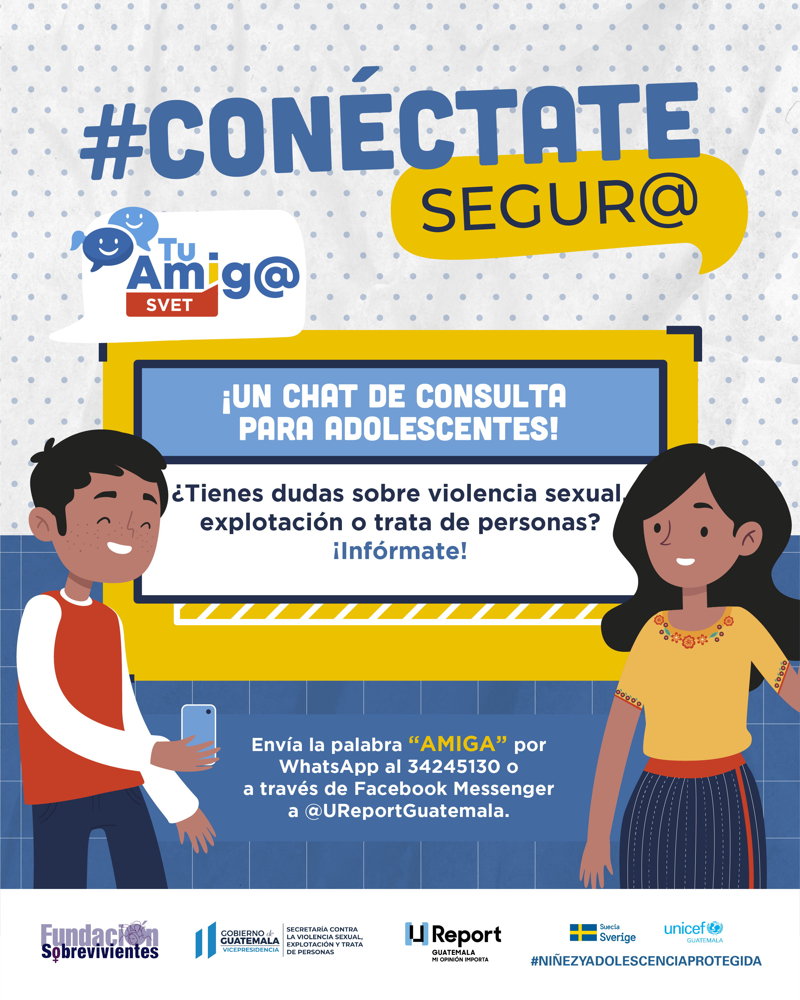 #CONÉCTATE
SEGUR@
Tu
Amig@
SVET
¡UN CHAT DE CONSULTA
PARA ADOLESCENTES!
¿Tienes dudas sobre violencia sexual,
explotación o trata de personas?
¡Infórmate!
Envía la palabra “AMIGA” por
WhatsApp al 34245130 o
a través de Facebook Messenger
a @UReportGuatemala.
Fundación
Sobrevivientes
GOBIERNO de
GUATEMALA
VICEPRESIDENCIA
SECRETARÍA CONTRA
LA VIOLENCIA SEXUAL,
EXPLOTACIÓN Y TRATA
DE PERSONAS
U Report
GUATEMALA
MI OPINIÓN IMPORTA
Suecia
Sverige
unicef
GUATEMALA
#NIÑEZYADOLESCENCIAPROTEGIDA